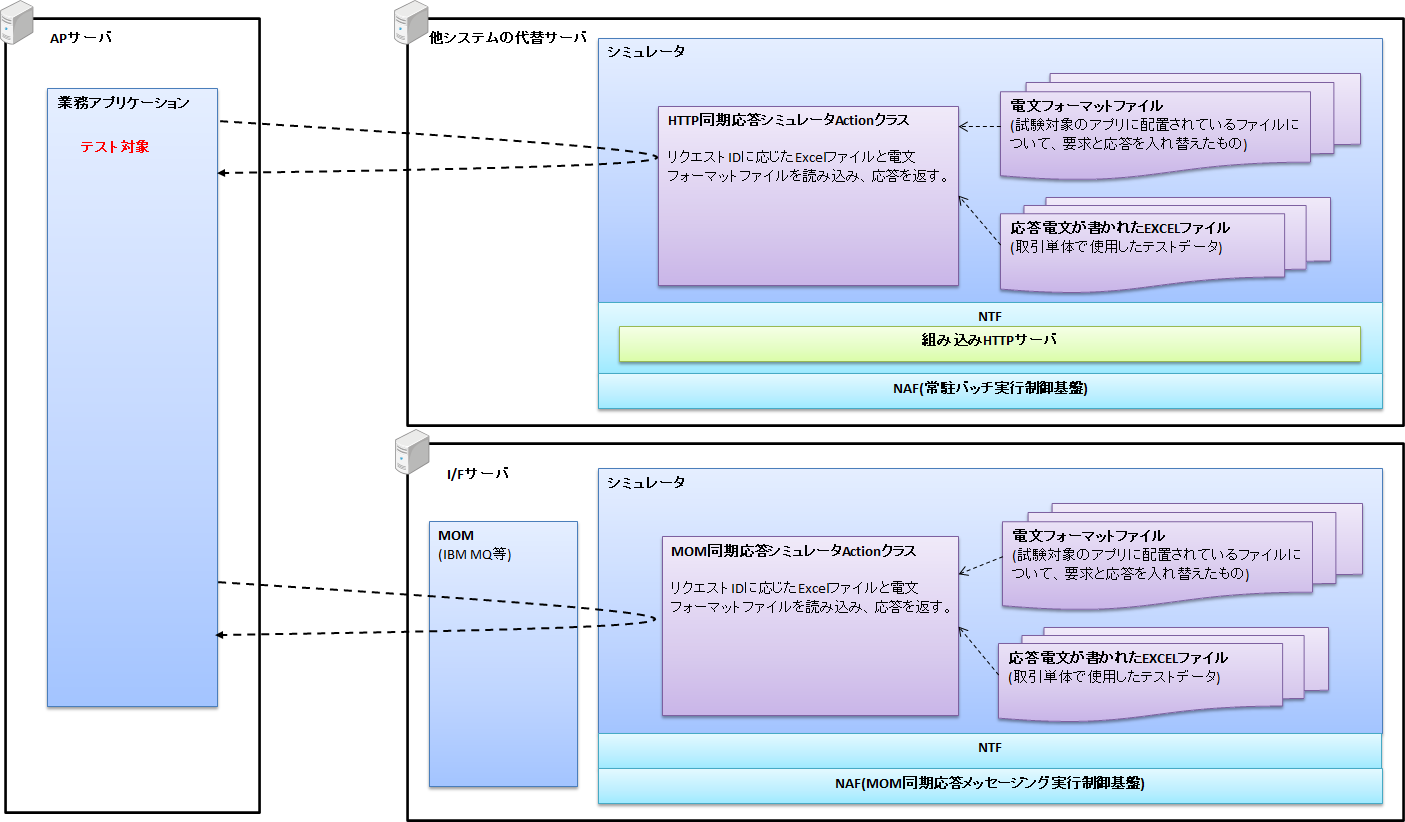 APサーバ
業務アプリケーション
テスト対象
他システムの代替サーバ
シミュレータ
HTTP同期応答シミュレータActionクラス
リクエストIDに応じたExcelファイルと電文
フォーマットファイルを読み込み、応答を返す。
電文フォーマットファイル
(試験対象のアプリに配置されているファイルに
ついて、要求と応答を入れ替えたもの)
応答電文が書かれたEXCELファイル
(取引単体で使用したテストデータ)
NTF
組み込みHTTPサーバ
NAF(常駐バッチ実行制御基盤)
I/Fサーバ
MOM
(IBM MQ等)
シミュレータ
MOM同期応答シミュレータActionクラス
リクエストIDに応じたExcelファイルと電文
フォーマットファイルを読み込み、応答を返す。
電文フォーマットファイル
(試験対象のアプリに配置されているファイルに
ついて、要求と応答を入れ替えたもの)
応答電文が書かれたEXCELファイル
(取引単体で使用したテストデータ)
NTF
NAF(MOM同期応答メッセージング実行制御基盤)